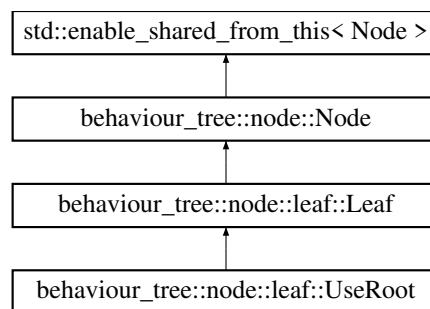 std::enable_shared_from_this< Node >
behaviour_tree::node::Node
behaviour_tree::node::leaf::Leaf
behaviour_tree::node::leaf::UseRoot